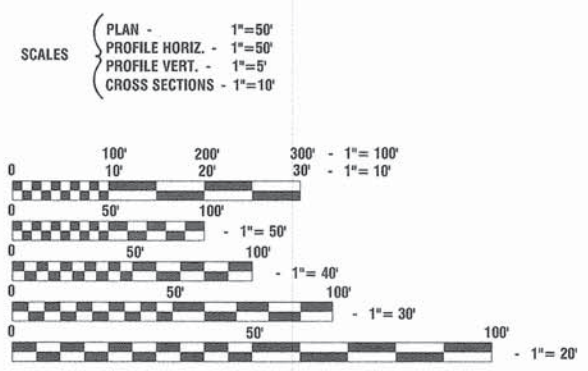 SCALES
PLAN - 1"=50'
PROFILE HORIZ. - 1"=50'
PROFILE VERT. - 1"=5'
CROSS SECTIONS - 1"=10'
100' 200' 300' - 1"= 100'
0 10' 20' 30' - 1"= 10'
0 50' 100'
- 1"= 50'
0 50' 100'
- 1"= 40'
0 50' 100'
- 1"= 30'
0 50' 100'
- 1"= 20'